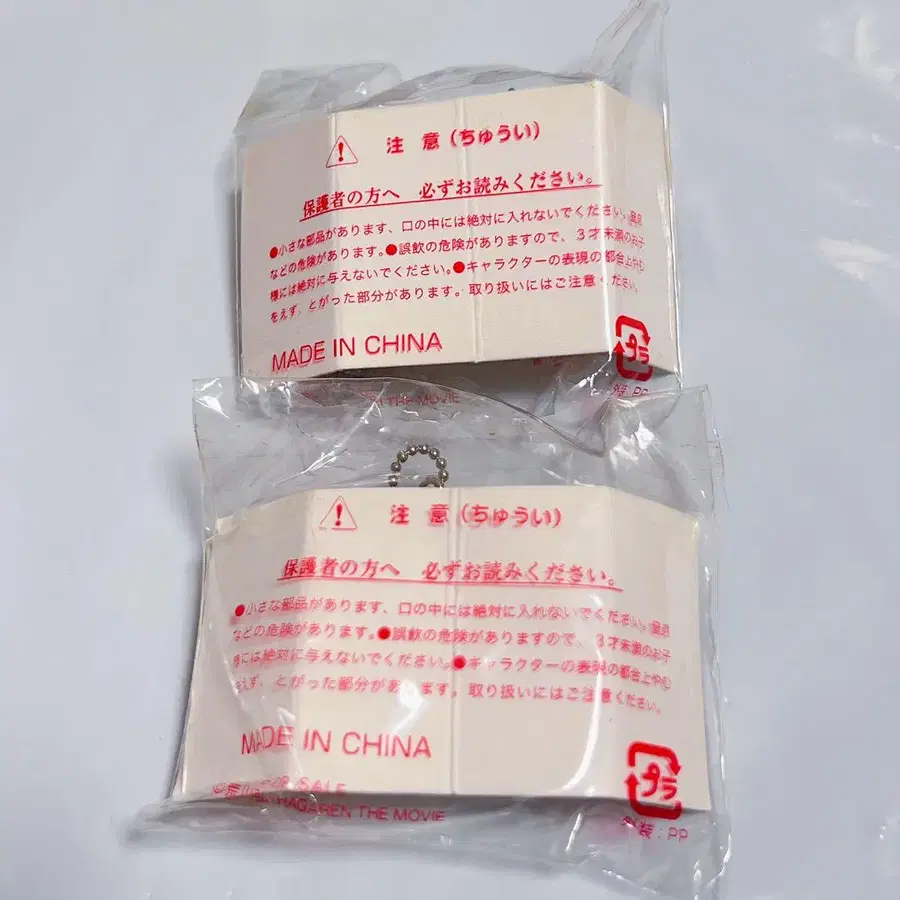 注意(ちゅうい)
保護者の方へ 必ずお読みください。
●小さな部品があります、口の中には絶対に入れないでください。窒息
などの危険があります。●誤飲の危険がありますので、3才未満のお子
様には絶対に与えないでください。●キャラクターの表現の都合上やむ
をえず、とがった部分があります。取り扱いにはご注意ください。
MADE IN CHINA
プラ
THE MOVIE
注意(ちゅうい)
保護者の方へ 必ずお読みください。
●小さな部品があります、口の中には絶対に入れないでください。窒息
などの危険があります。●誤飲の危険がありますので、3才未満のお子
様には絶対に与えないでください。●キャラクターの表現の都合上やむ
をえず、とがった部分があります。取り扱いにはご注意ください。
MADE IN CHINA
プラ
外装:PP
SALE
HAGAREN THE MOVIE